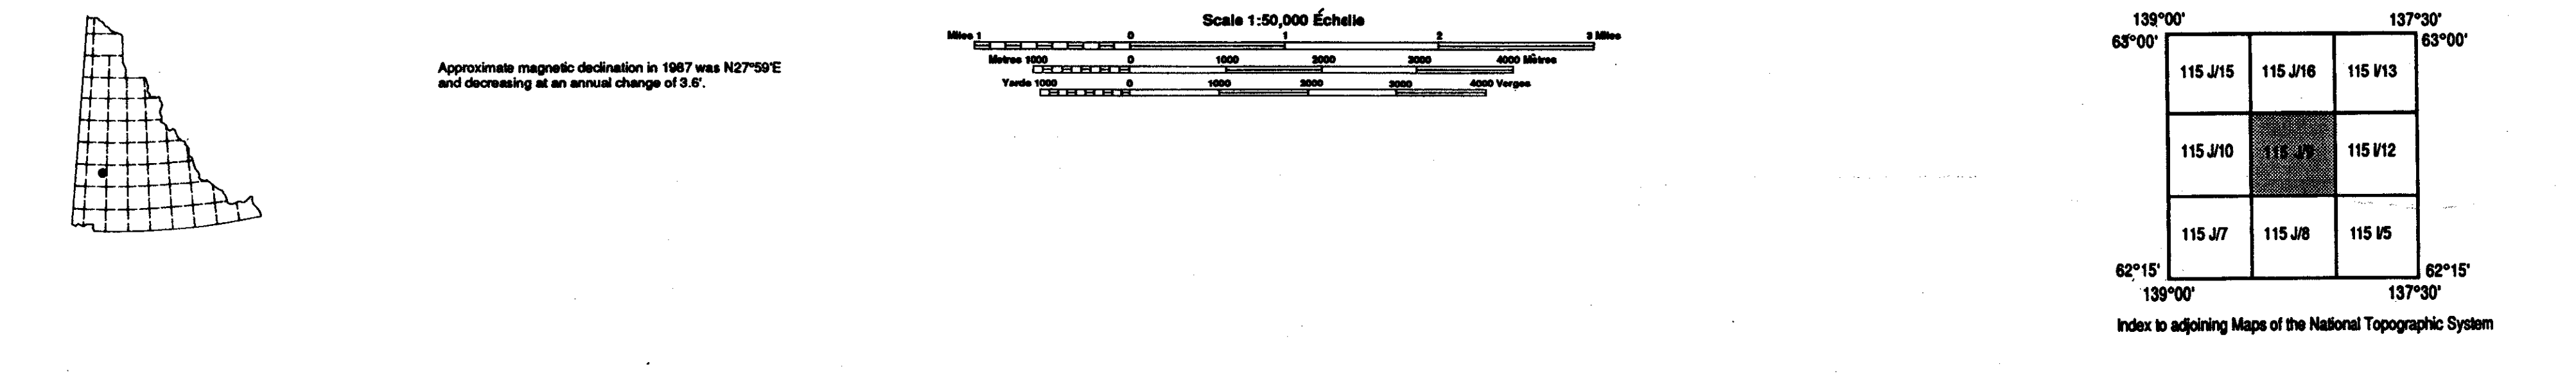 Approximate magnetic declination in 1987 was N27°59'E
and decreasing at an annual change of 3.6'.
Scale 1:50,000 Échelle
Miles 1 0 1 2 3 Miles
Metres 1000 0 1000 2000 3000 4000 Mètres
Yards 1000 0 1000 2000 3000 4000 Verges
139°00' 137°30'
63°00' 63°00'
115 J/15 115 J/16 115 I/13
115 J/10 115 J/9 115 I/12
115 J/7 115 J/8 115 I/5
62°15' 62°15'
139°00' 137°30'
Index to adjoining Maps of the National Topographic System